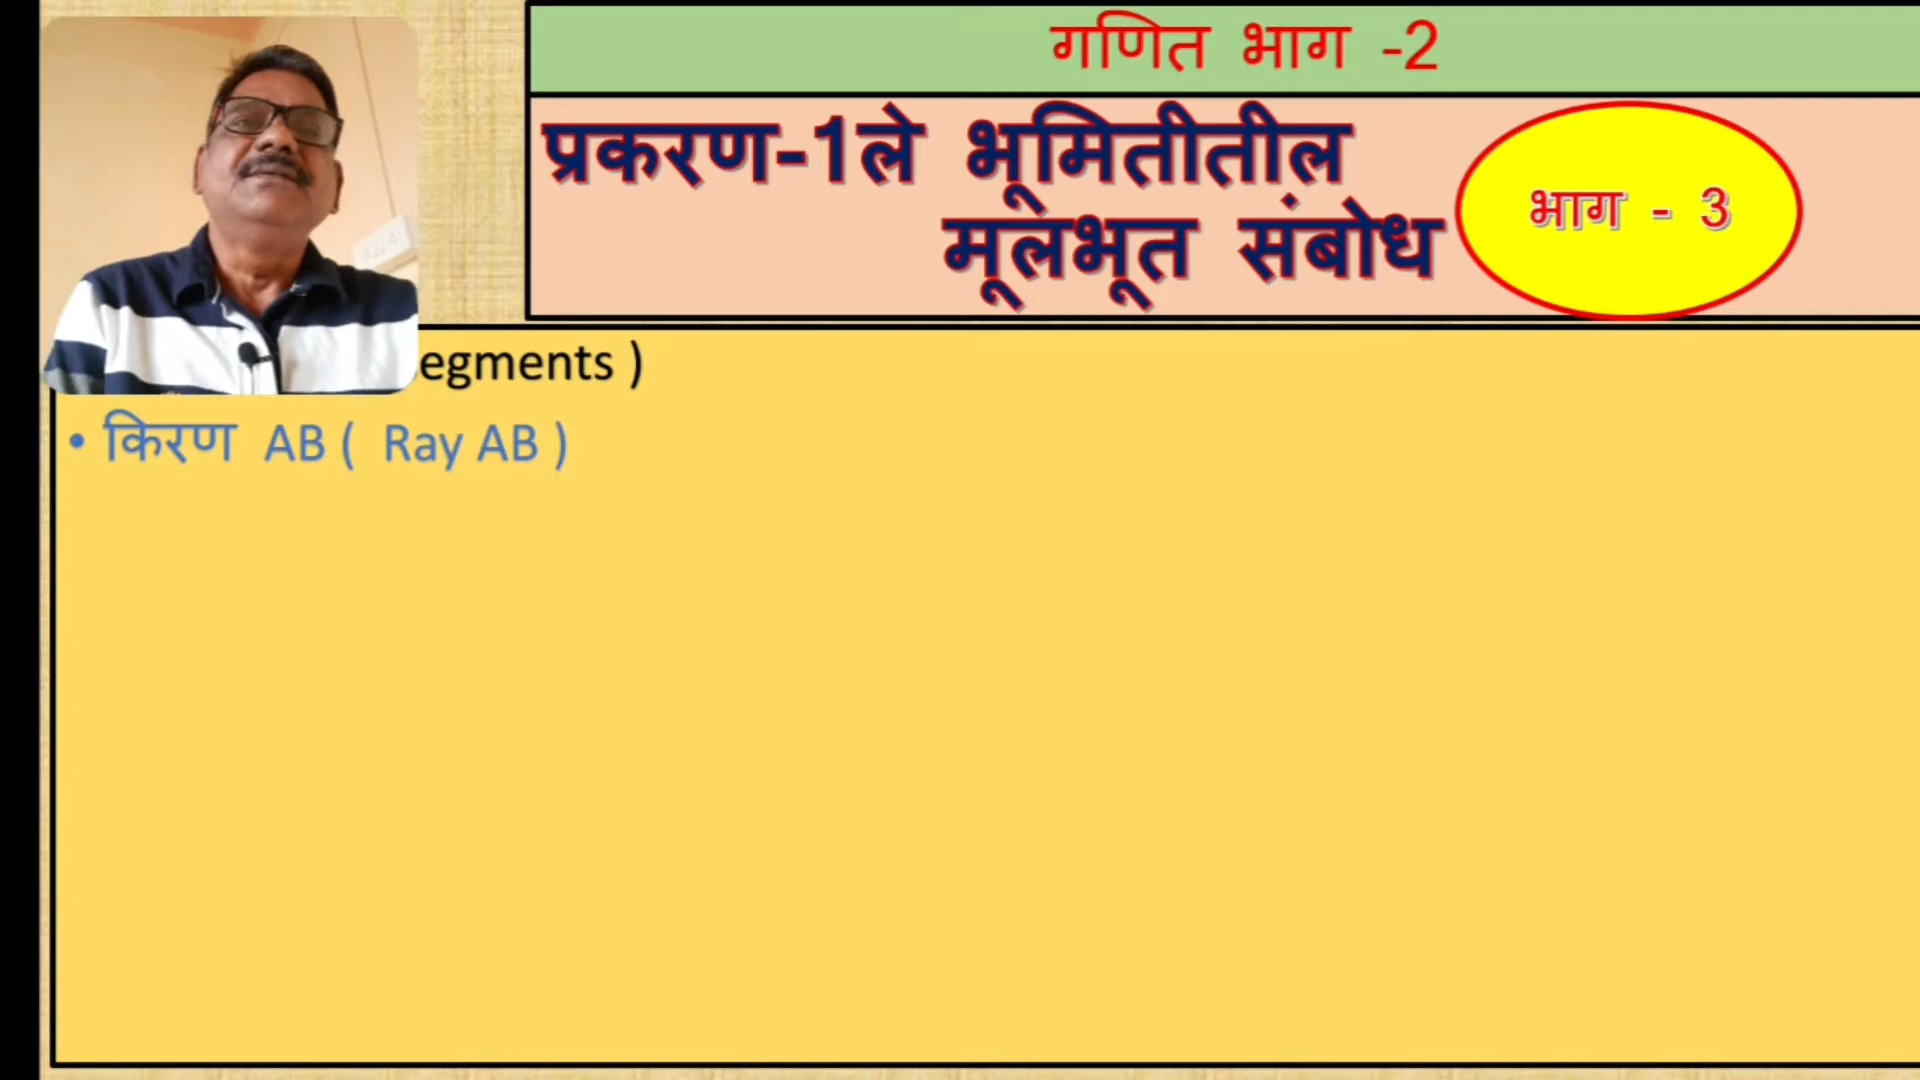 गणित भाग -2
प्रकरण-1ले भूमितीतील
मूलभूत संबोध
भाग - 3
egments )
• किरण AB ( Ray AB )